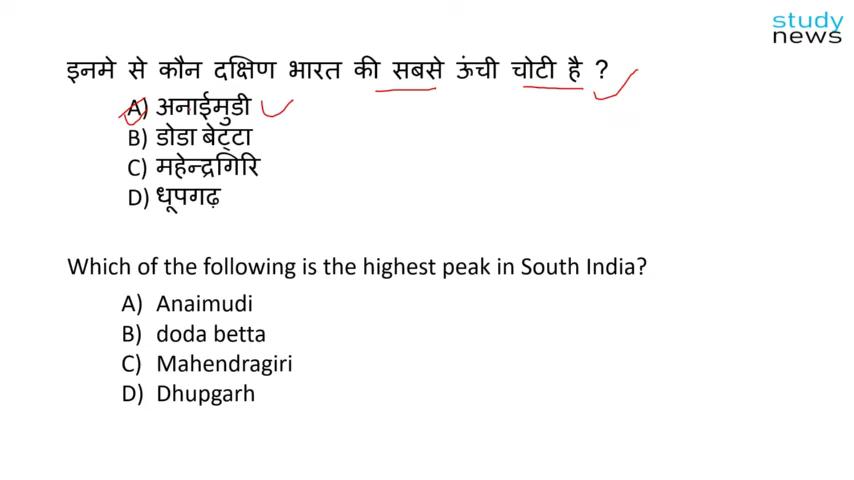 study
news
इनमे से कौन दक्षिण भारत की सबसे ऊंची चोटी है ?
A) अनाईमुडी
B) डोडा बेट्टा
C) महेन्द्रगिरि
D) धूपगढ़
Which of the following is the highest peak in South India?
A) Anaimudi
B) doda betta
C) Mahendragiri
D) Dhupgarh